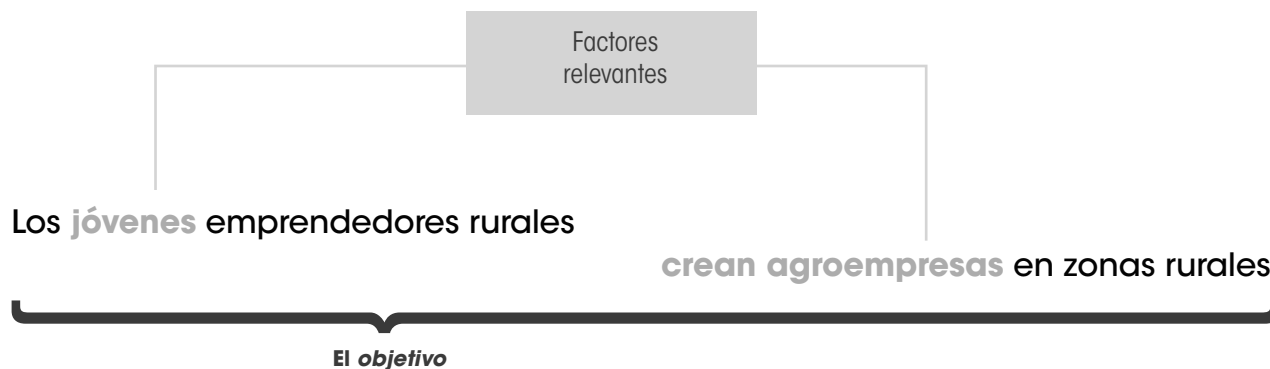 Factores
relevantes
Los jóvenes emprendedores rurales
crean agroempresas en zonas rurales
El objetivo